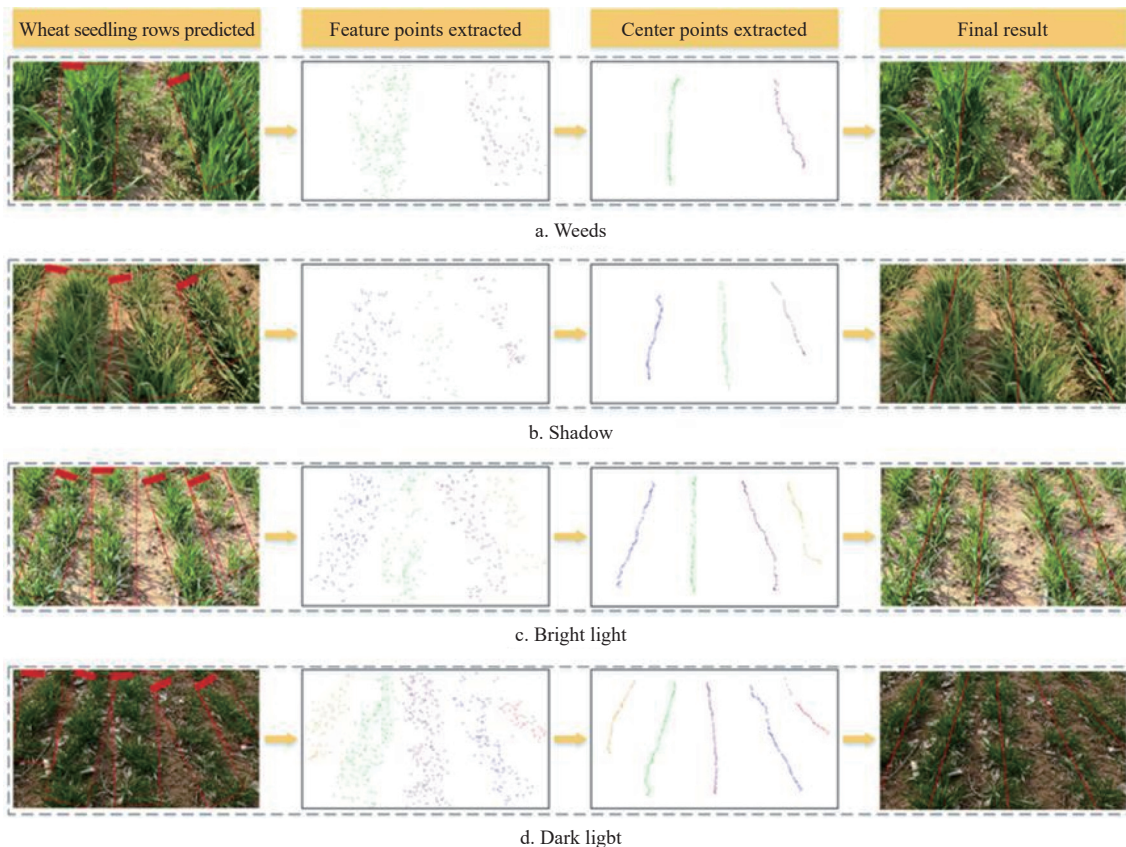 Wheat seedling rows predicted
Feature points extracted
Center points extracted
Final result
a. Weeds
b. Shadow
c. Bright light
d. Dark ligbt